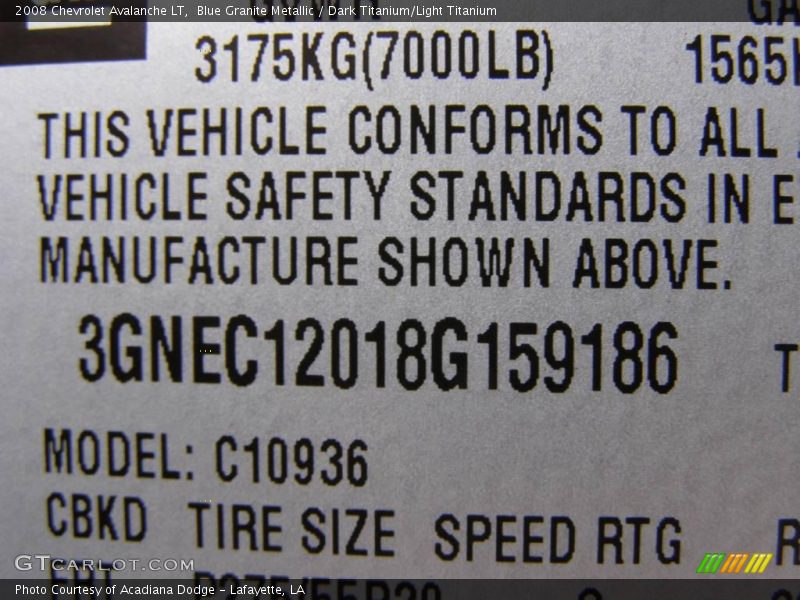 2008 Chevrolet Avalanche LT, Blue Granite Metallic / Dark Titanium/Light Titanium
3175KG(7000LB) 1565
THIS VEHICLE CONFORMS TO ALL
VEHICLE SAFETY STANDARDS IN E
MANUFACTURE SHOWN ABOVE.
3GNEC12018G159186 T
MODEL: C10936
CBKD TIRE SIZE SPEED RTG R
GTCARLOT.COM
Photo Courtesy of Acadiana Dodge - Lafayette, LA